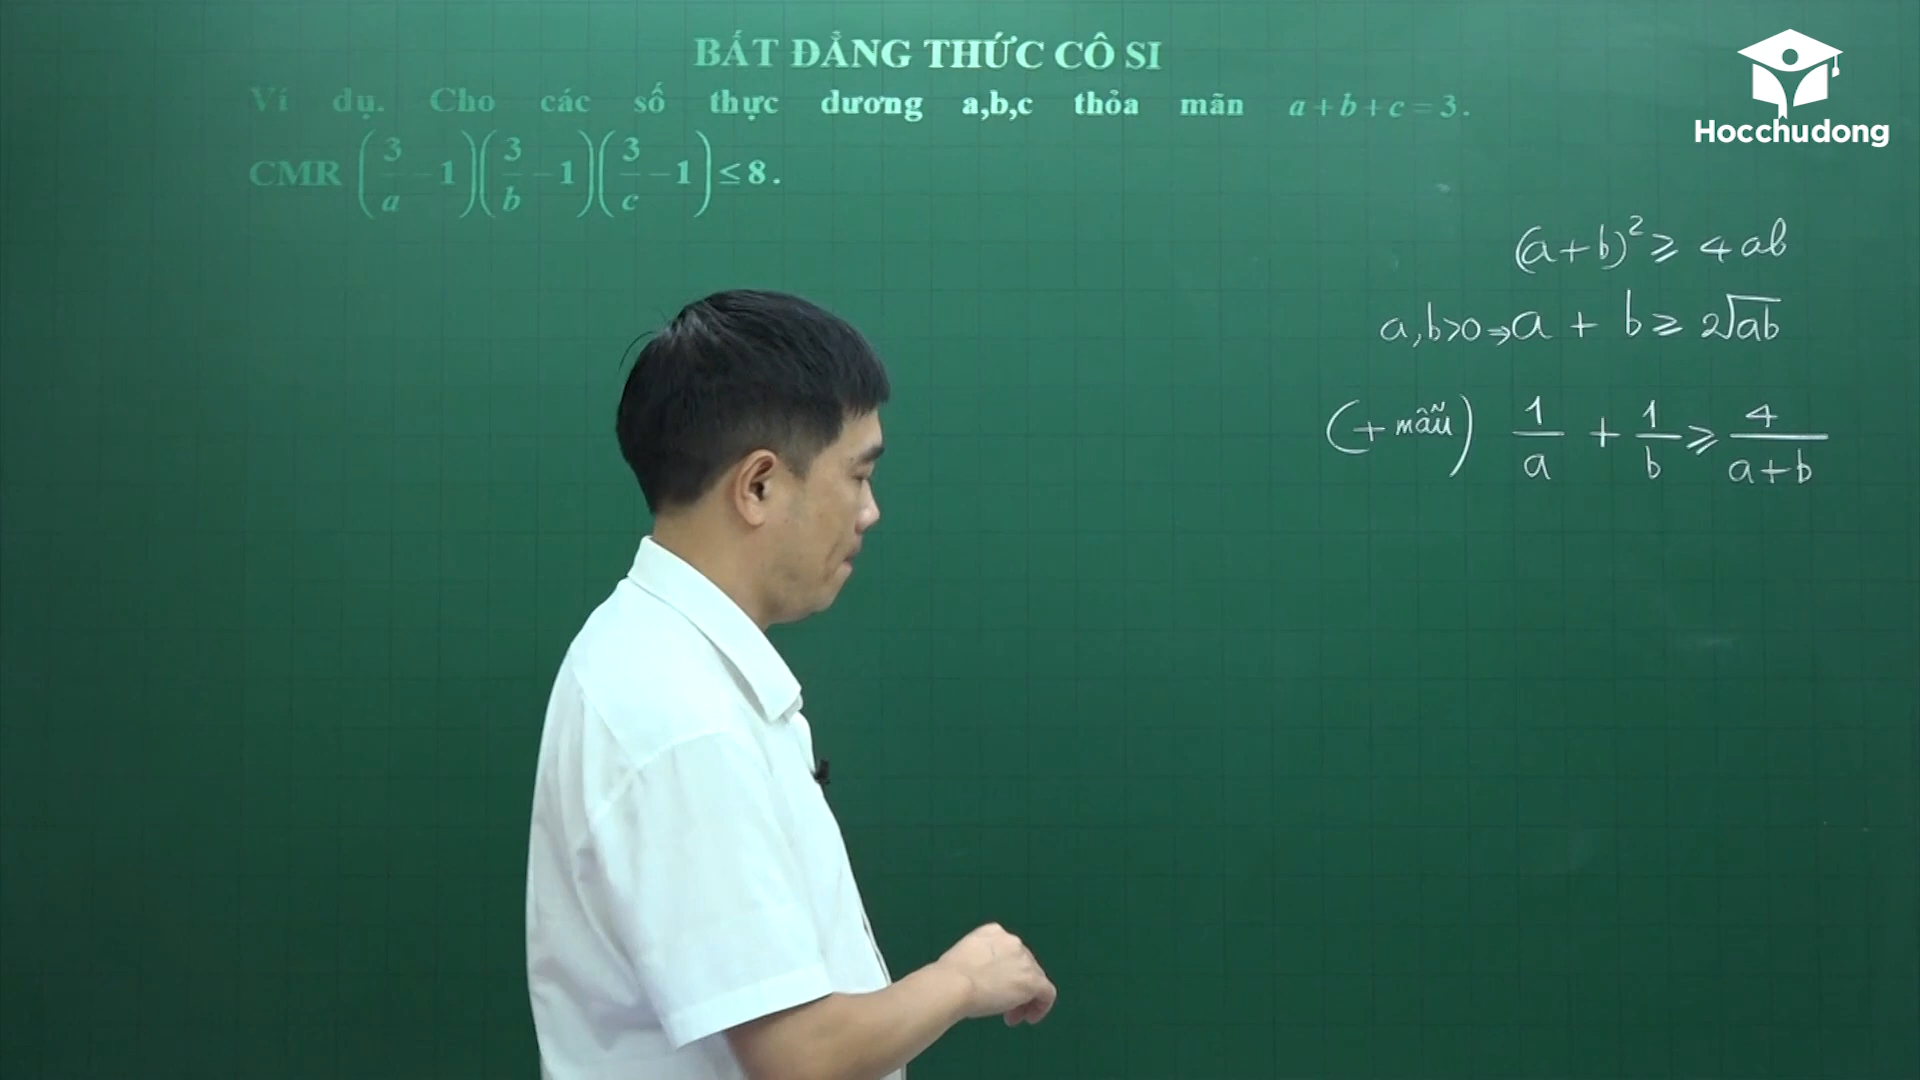 BẤT ĐẲNG THỨC CÔ SI
Ví dụ. Cho các số thực dương a,b,c thỏa mãn a + b + c = 3.
CMR (3/a − 1)(3/b − 1)(3/c − 1) ≤ 8.
Hocchudong
(a+b)² ⩾ 4ab
a,b>0 ⇒ a + b ⩾ 2√ab
(+ mẫu) 1/a + 1/b ⩾ 4/(a+b)